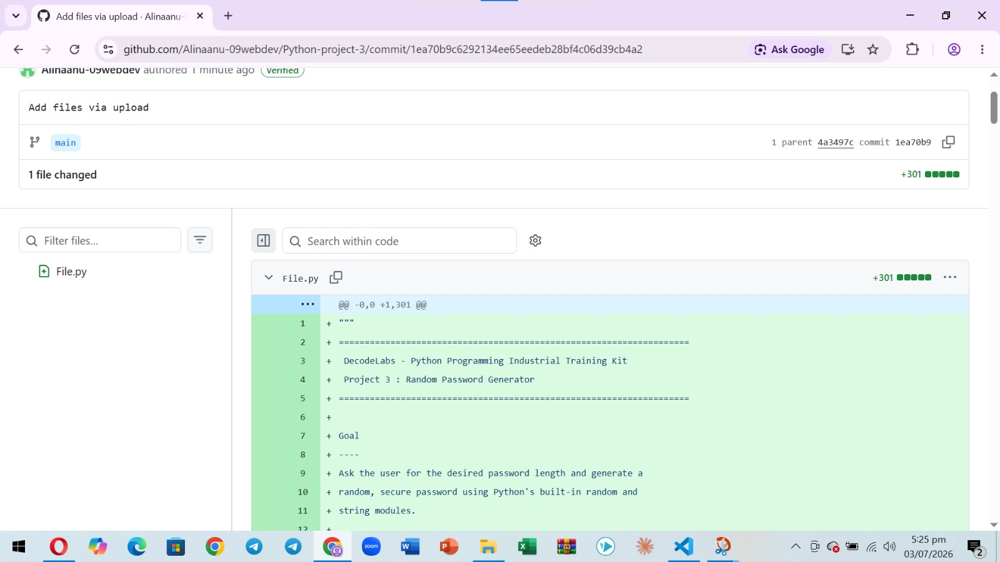 Add files via upload · Alinaanu-
github.com/Alinaanu-09webdev/Python-project-3/commit/1ea70b9c6292134ee65eedeb28bf4c06d39cb4a2
Ask Google
Alinaanu-09webdev authored 1 minute ago Verified
Add files via upload
main
1 parent 4a3497c commit 1ea70b9
1 file changed
+301
Filter files...
Search within code
File.py
File.py
+301
@@ -0,0 +1,301 @@
1 + """
2 + ====================================================================
3 + DecodeLabs - Python Programming Industrial Training Kit
4 + Project 3 : Random Password Generator
5 + ====================================================================
6 +
7 + Goal
8 + ----
9 + Ask the user for the desired password length and generate a
10 + random, secure password using Python's built-in random and
11 + string modules.
12 +
zoom
5:25 pm
03/07/2026
2